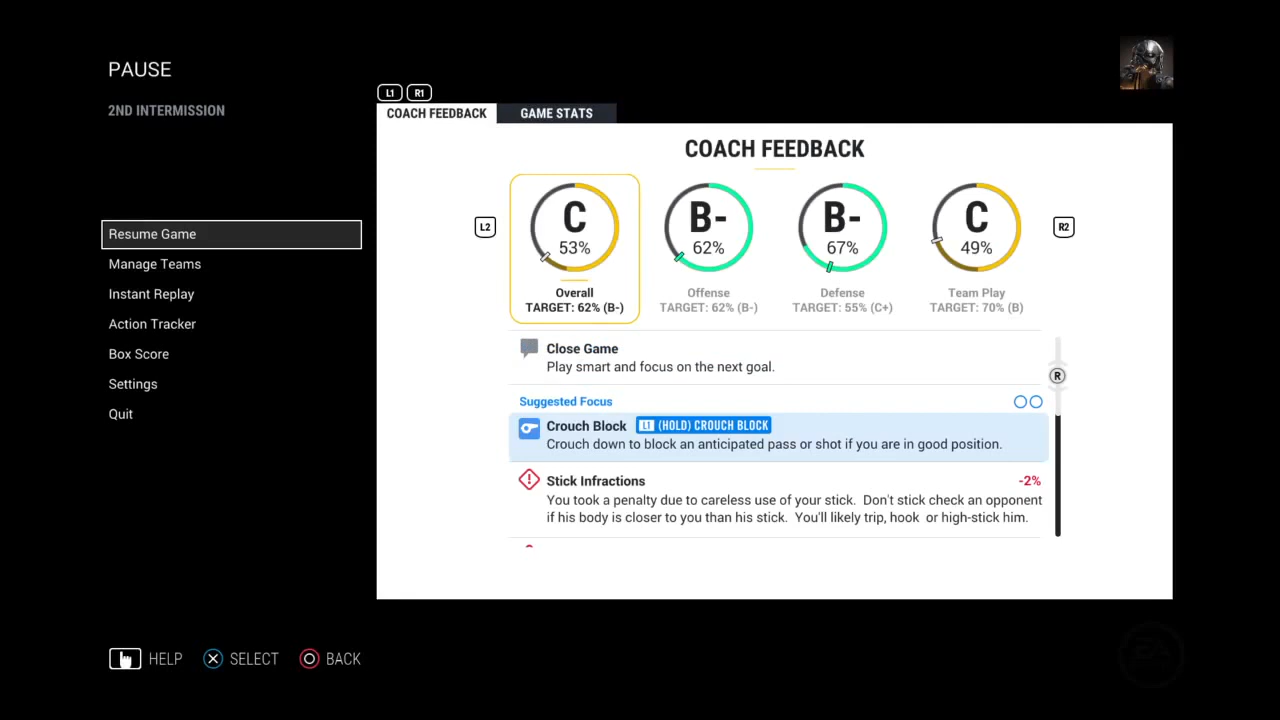 PAUSE
2ND INTERMISSION
L1 R1
COACH FEEDBACK
GAME STATS
COACH FEEDBACK
L2
C
53%
Overall
TARGET: 62% (B-)
B-
62%
Offense
TARGET: 62% (B-)
B-
67%
Defense
TARGET: 55% (C+)
C
49%
Team Play
TARGET: 70% (B)
R2
Resume Game
Manage Teams
Instant Replay
Action Tracker
Box Score
Settings
Quit
Close Game
Play smart and focus on the next goal.
R
Suggested Focus
Crouch Block L1 (HOLD) CROUCH BLOCK
Crouch down to block an anticipated pass or shot if you are in good position.
Stick Infractions -2%
You took a penalty due to careless use of your stick. Don't stick check an opponent
if his body is closer to you than his stick. You'll likely trip, hook or high-stick him.
HELP SELECT BACK
EA